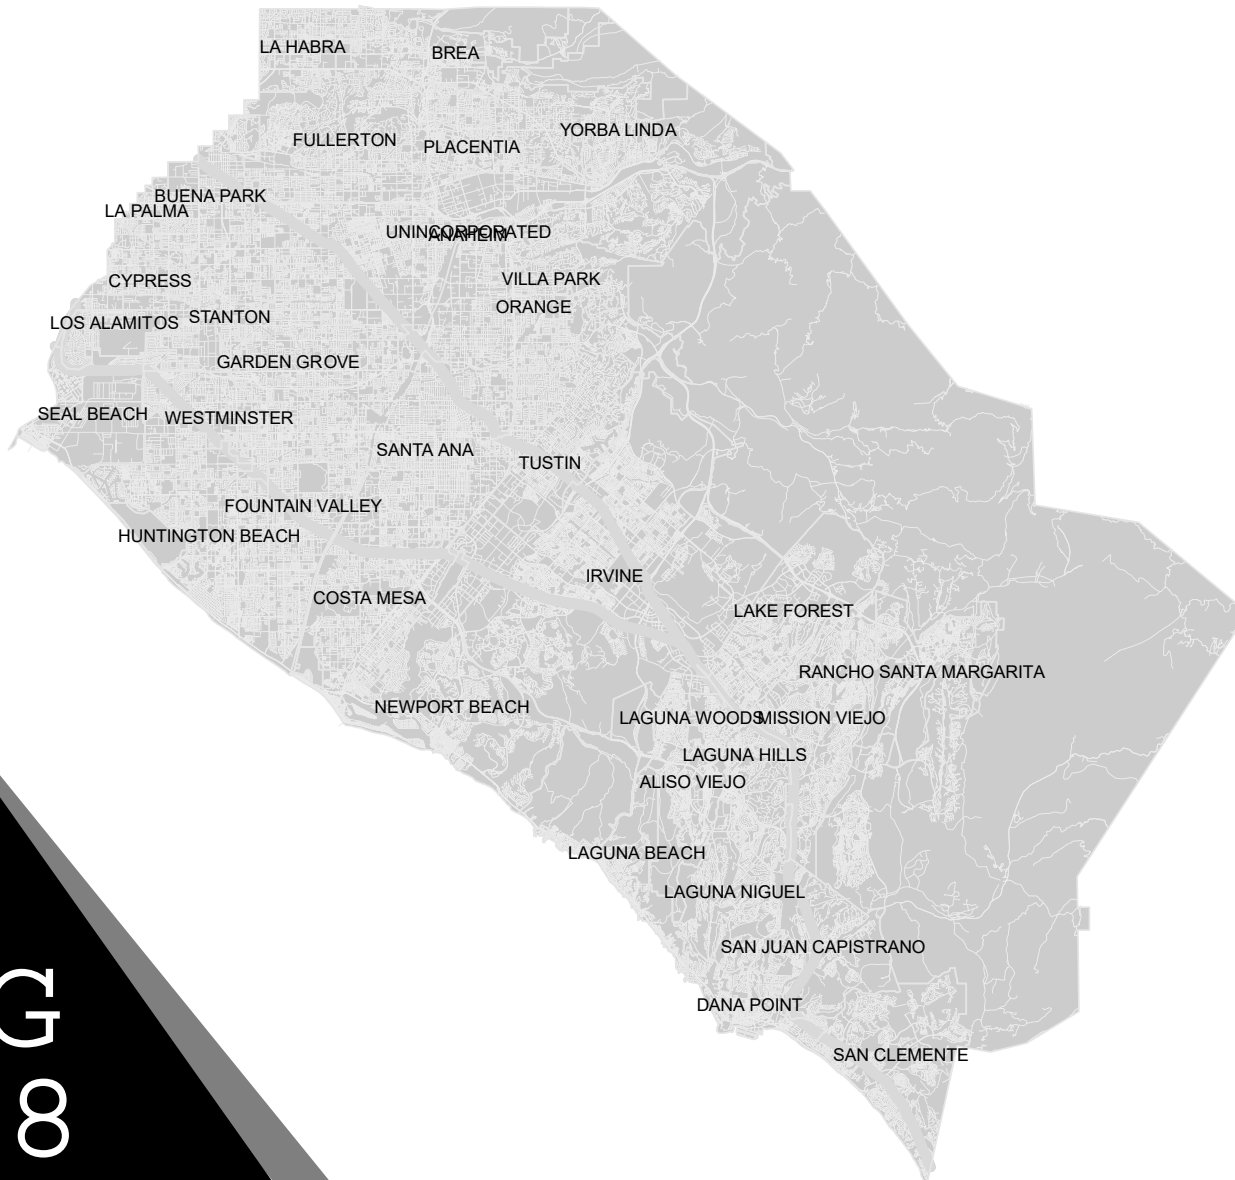 LA HABRA
BREA
YORBA LINDA
FULLERTON
PLACENTIA
BUENA PARK
LA PALMA
UNINCORPORATED
ANAHEIM
VILLA PARK
CYPRESS
ORANGE
STANTON
LOS ALAMITOS
GARDEN GROVE
SEAL BEACH
WESTMINSTER
SANTA ANA
TUSTIN
FOUNTAIN VALLEY
HUNTINGTON BEACH
IRVINE
COSTA MESA
LAKE FOREST
RANCHO SANTA MARGARITA
NEWPORT BEACH
LAGUNA WOODS
MISSION VIEJO
LAGUNA HILLS
ALISO VIEJO
LAGUNA BEACH
LAGUNA NIGUEL
SAN JUAN CAPISTRANO
DANA POINT
SAN CLEMENTE
G
8